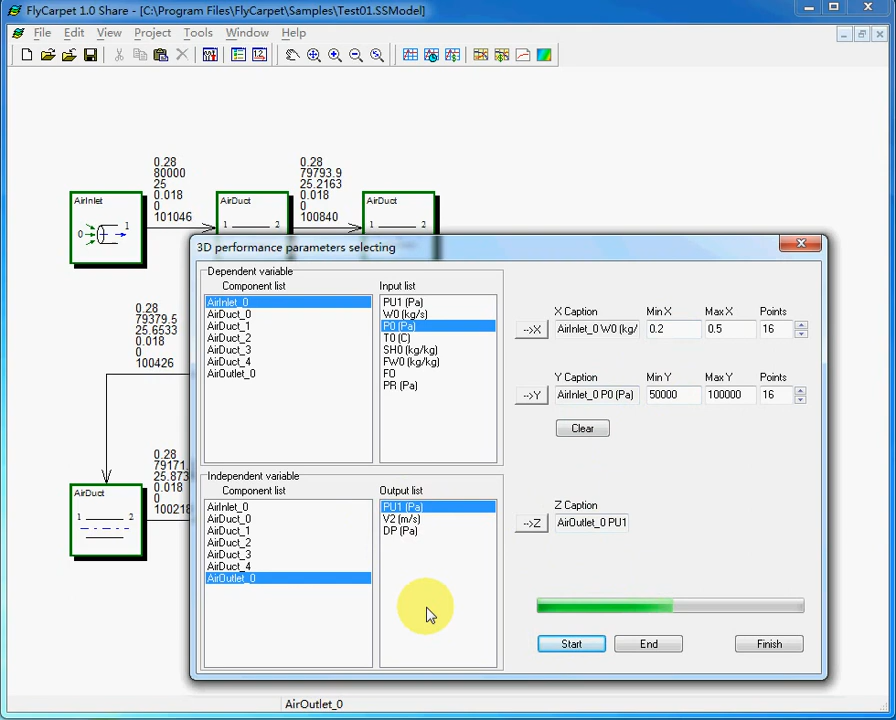 FlyCarpet 1.0 Share - [C:\Program Files\FlyCarpet\Samples\Test01.SSModel]
File Edit View Project Tools Window Help
0.28
80000
25
0.018
0
101046
0.28
79793.9
25.2163
0.018
0
100840
AirInlet
0 1
AirDuct
1 2
AirDuct
1 2
0.28
79379.5
25.6533
0.018
0
100426
0.28
79171.
25.873
0.018
0
100218
AirDuct
1 2
3D performance parameters selecting
Dependent variable
Component list
AirInlet_0
AirDuct_0
AirDuct_1
AirDuct_2
AirDuct_3
AirDuct_4
AirOutlet_0
Input list
PU1 (Pa)
W0 (kg/s)
P0 (Pa)
T0 (C)
SH0 (kg/kg)
FW0 (kg/kg)
F0
PR (Pa)
Independent variable
Component list
AirInlet_0
AirDuct_0
AirDuct_1
AirDuct_2
AirDuct_3
AirDuct_4
AirOutlet_0
Output list
PU1 (Pa)
V2 (m/s)
DP (Pa)
X Caption Min X Max X Points
-->X AirInlet_0 W0 (kg/ 0.2 0.5 16
Y Caption Min Y Max Y Points
-->Y AirInlet_0 P0 (Pa) 50000 100000 16
Clear
Z Caption
-->Z AirOutlet_0 PU1
Start End Finish
AirOutlet_0